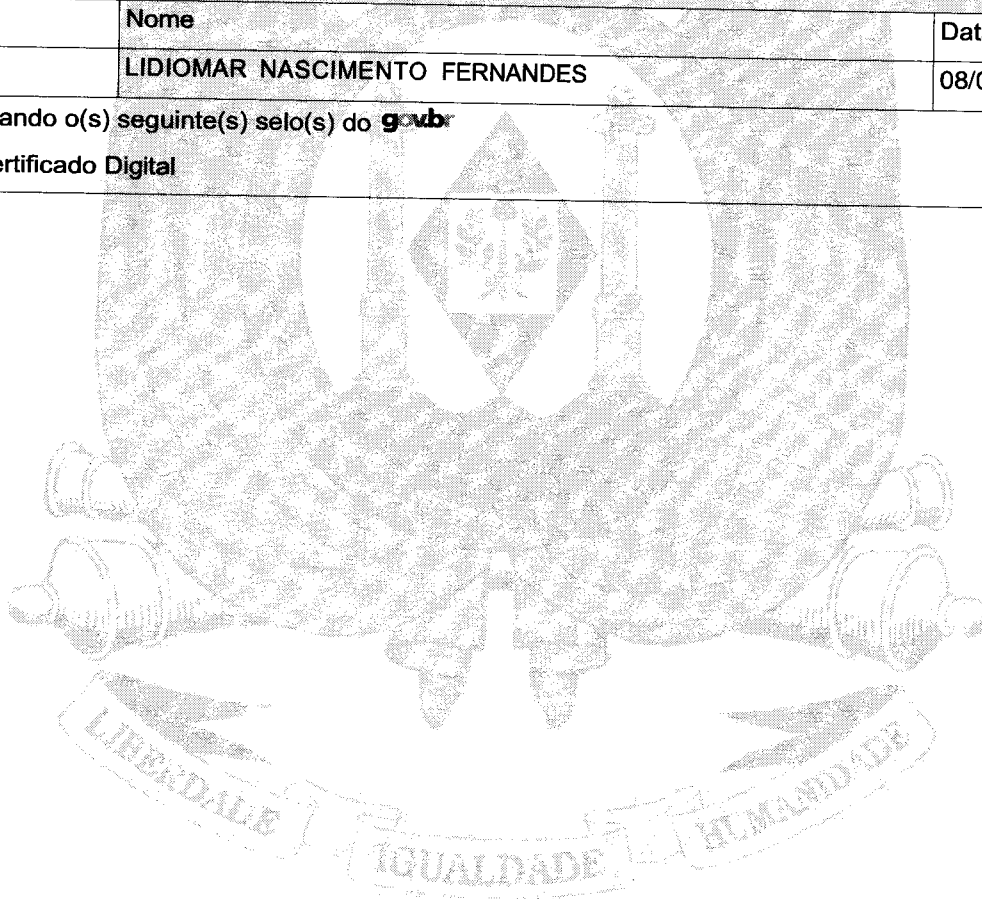 Nome Dat
LIDIOMAR NASCIMENTO FERNANDES 08/0
ando o(s) seguinte(s) selo(s) do gov.br
ertificado Digital
LIBERDADE
IGUALDADE
HUMANIDADE